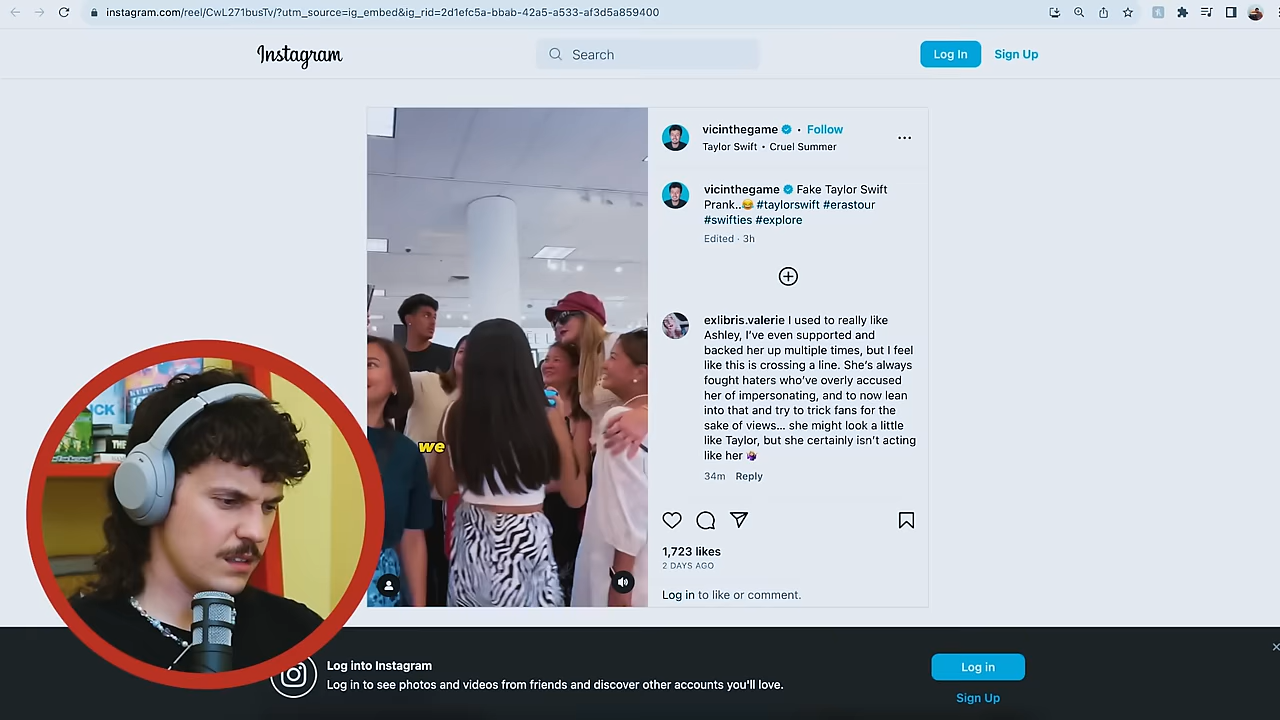 instagram.com/reel/CwL271busTv/?utm_source=ig_embed&ig_rid=2d1efc5a-bbab-42a5-a533-af3d5a859400
Instagram
Search
Log In
Sign Up
vicinthegame • Follow
Taylor Swift • Cruel Summer
vicinthegame Fake Taylor Swift
Prank..😂 #taylorswift #erastour
#swifties #explore
Edited · 3h
exlibris.valerie I used to really like
Ashley, I've even supported and
backed her up multiple times, but I feel
like this is crossing a line. She's always
fought haters who've overly accused
her of impersonating, and to now lean
into that and try to trick fans for the
sake of views... she might look a little
like Taylor, but she certainly isn't acting
like her 🤷‍♀️
34m Reply
we
1,723 likes
2 DAYS AGO
Log in to like or comment.
Log into Instagram
Log in to see photos and videos from friends and discover other accounts you'll love.
Log in
Sign Up